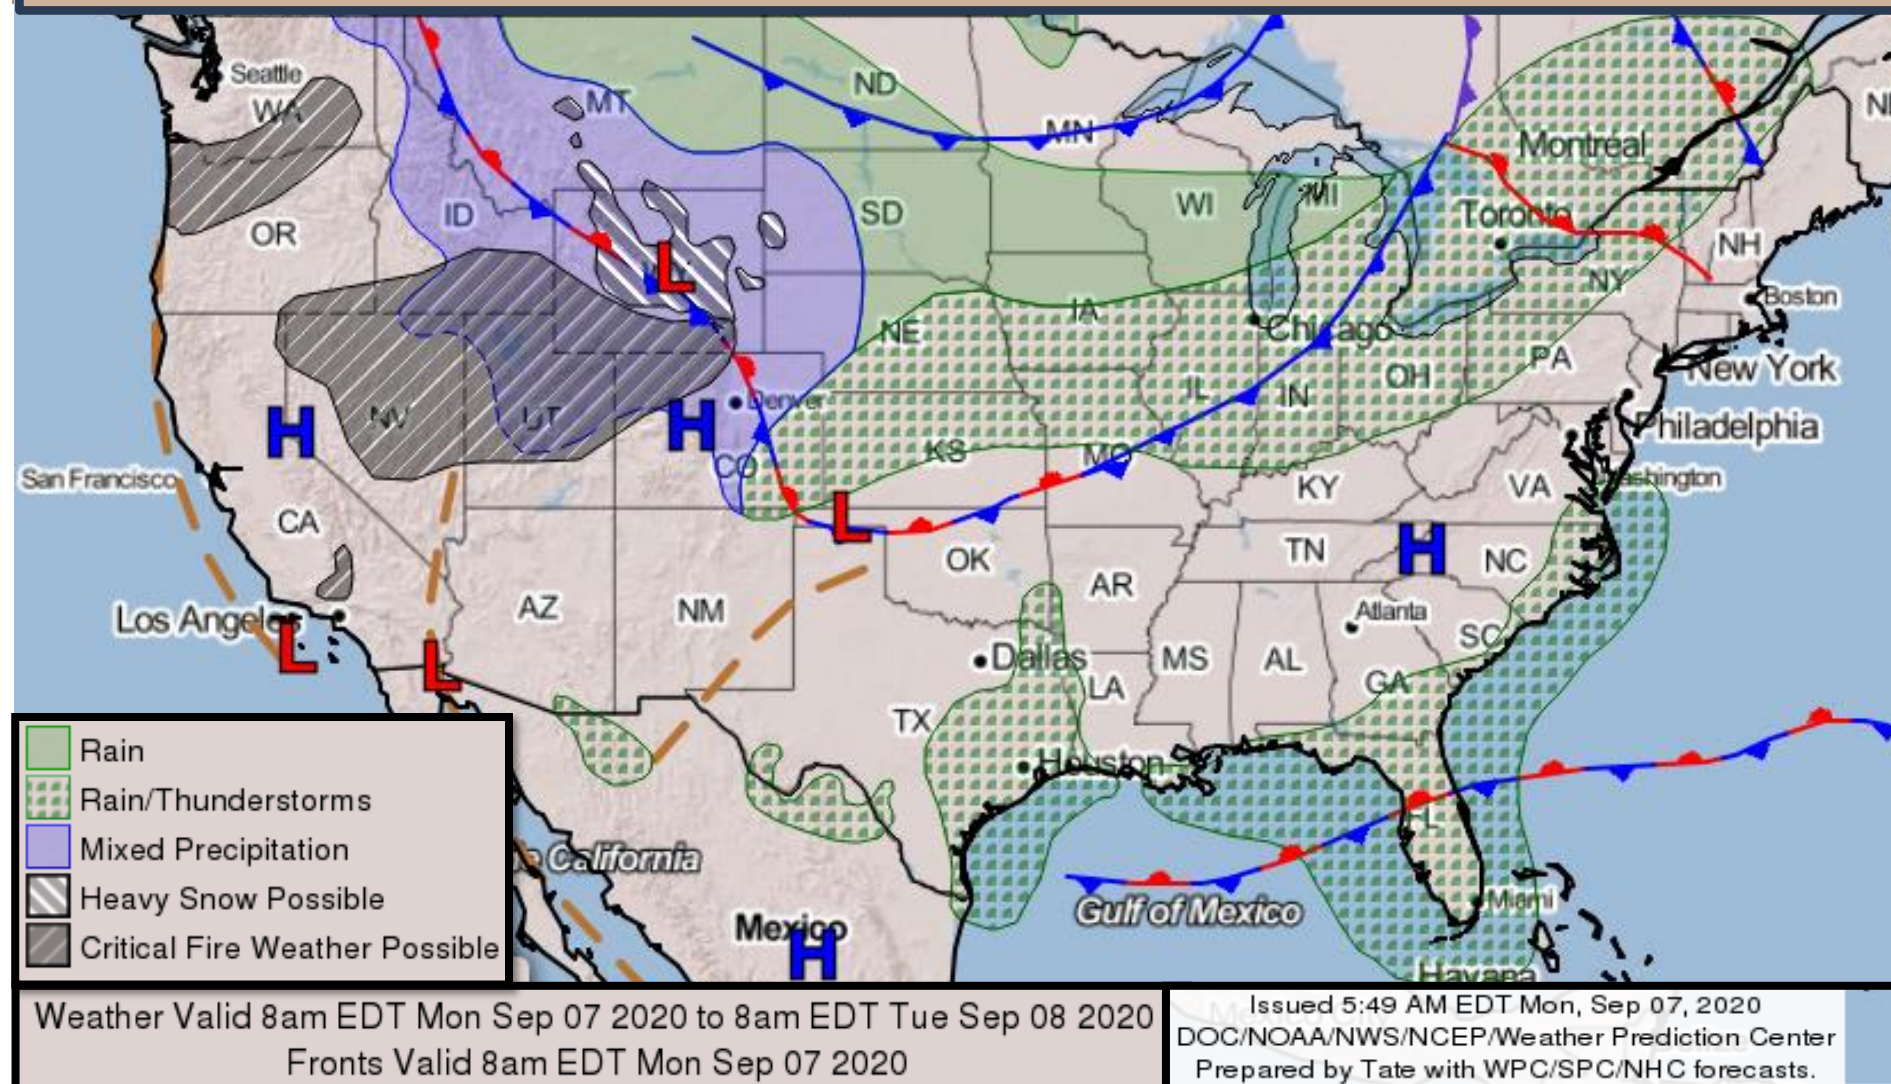 Seattle
WA
MT
ND
MN
Montréal
NE
ID
OR
SD
WI
MI
Toronto
NH
WY
L
NY
Boston
NE
IA
Chicago
PA
New York
Denver
IL
IN
OH
H
NV
UT
H
Philadelphia
CO
KS
MO
San Francisco
KY
VA
Washington
CA
L
OK
TN
H
NC
AR
Los Angeles
AZ
NM
Atlanta
SC
L
L
Dallas
MS
AL
GA
LA
TX
Houston
FL
California
Miami
Gulf of Mexico
Mexico
H
Havana
Rain
Rain/Thunderstorms
Mixed Precipitation
Heavy Snow Possible
Critical Fire Weather Possible
Weather Valid 8am EDT Mon Sep 07 2020 to 8am EDT Tue Sep 08 2020
Fronts Valid 8am EDT Mon Sep 07 2020
Issued 5:49 AM EDT Mon, Sep 07, 2020
DOC/NOAA/NWS/NCEP/Weather Prediction Center
Prepared by Tate with WPC/SPC/NHC forecasts.